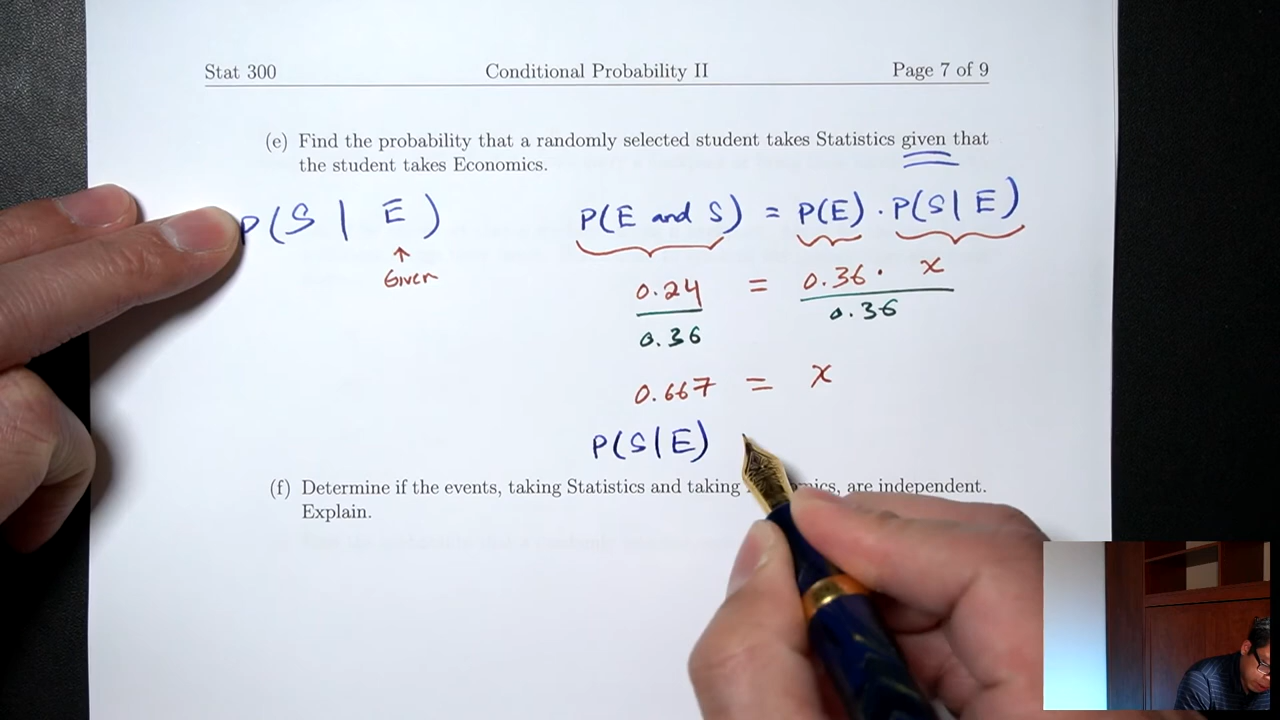 Stat 300 Conditional Probability II Page 7 of 9
(e) Find the probability that a randomly selected student takes Statistics given that
the student takes Economics.
P(S | E)
↑
Given
P(E and S) = P(E) · P(S | E)
0.24 = 0.36 · x
0.36 0.36
0.667 = x
P(S | E)
(f) Determine if the events, taking Statistics and taking are independent.
Explain.